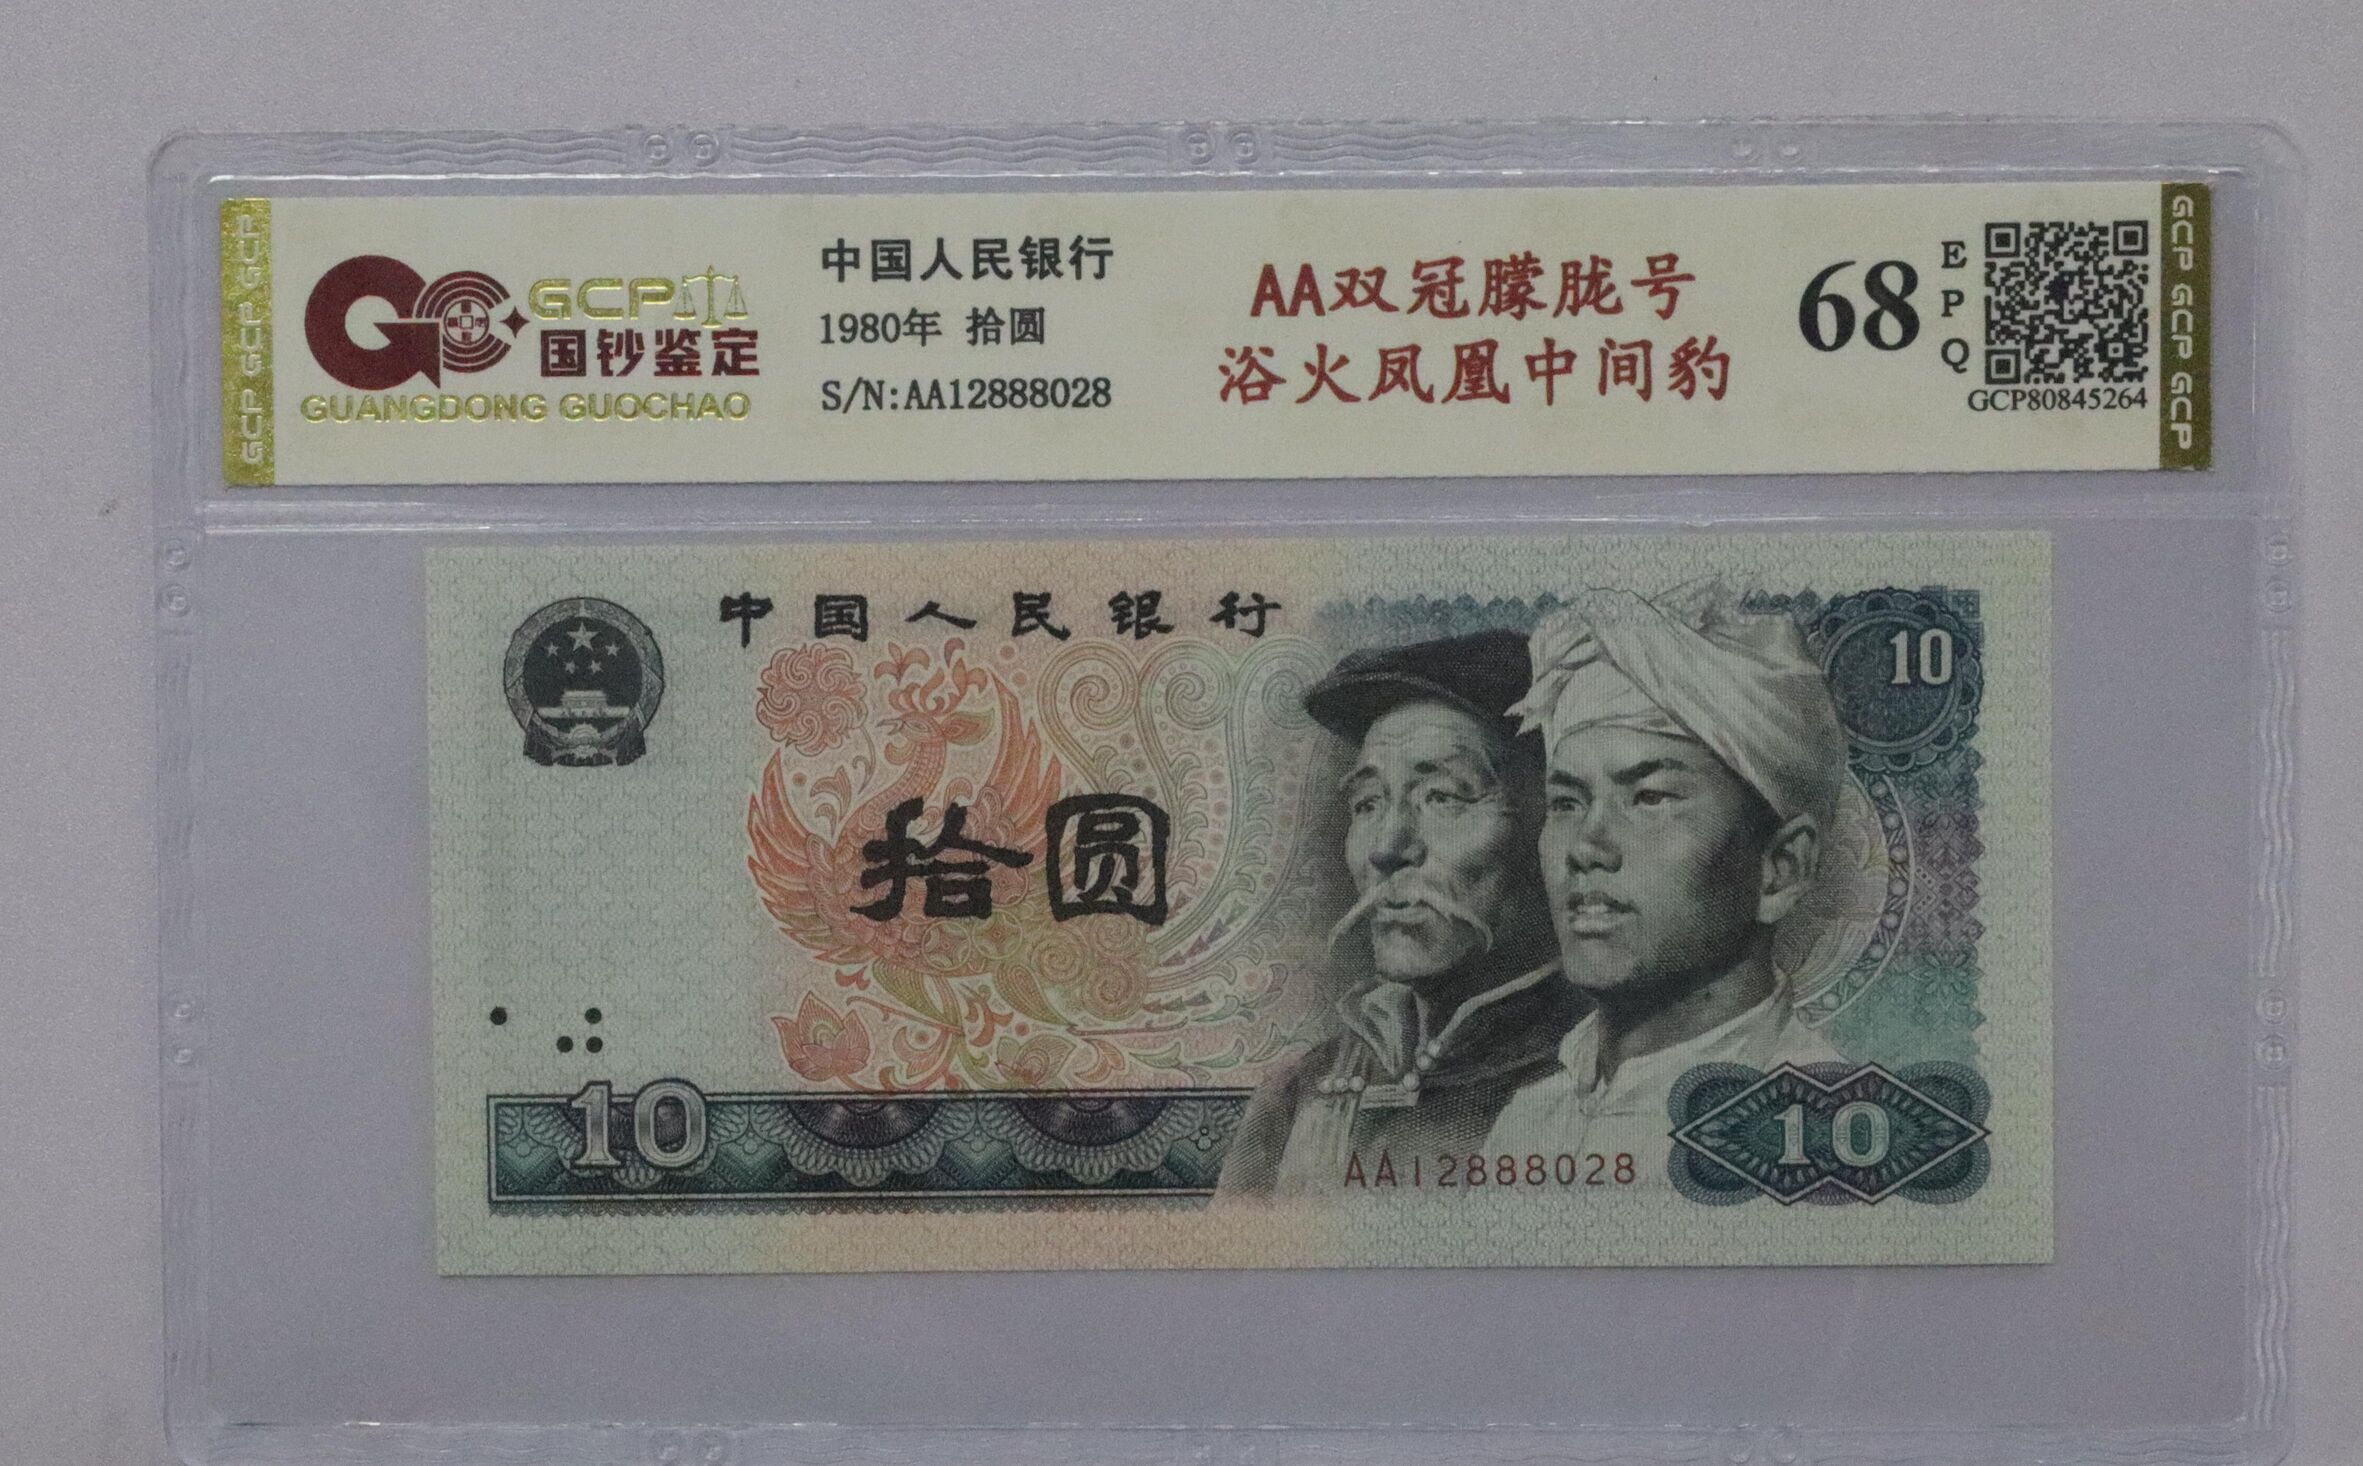 GCP GCP GCP GCP
GCP
国钞鉴定
GUANGDONG GUOCHAO
中国人民银行
1980年 拾圆
S/N:AA12888028
AA双冠朦胧号
浴火凤凰中间豹
68
EPQ
GCP80845264
GCP GCP GCP GCP
中国人民银行
10
拾圆
10
AA12888028
10